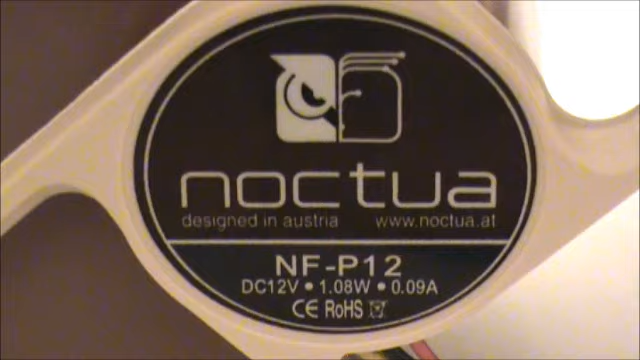 noctua
designed in austria www.noctua.at
NF-P12
DC12V • 1.08W • 0.09A
CE RoHS